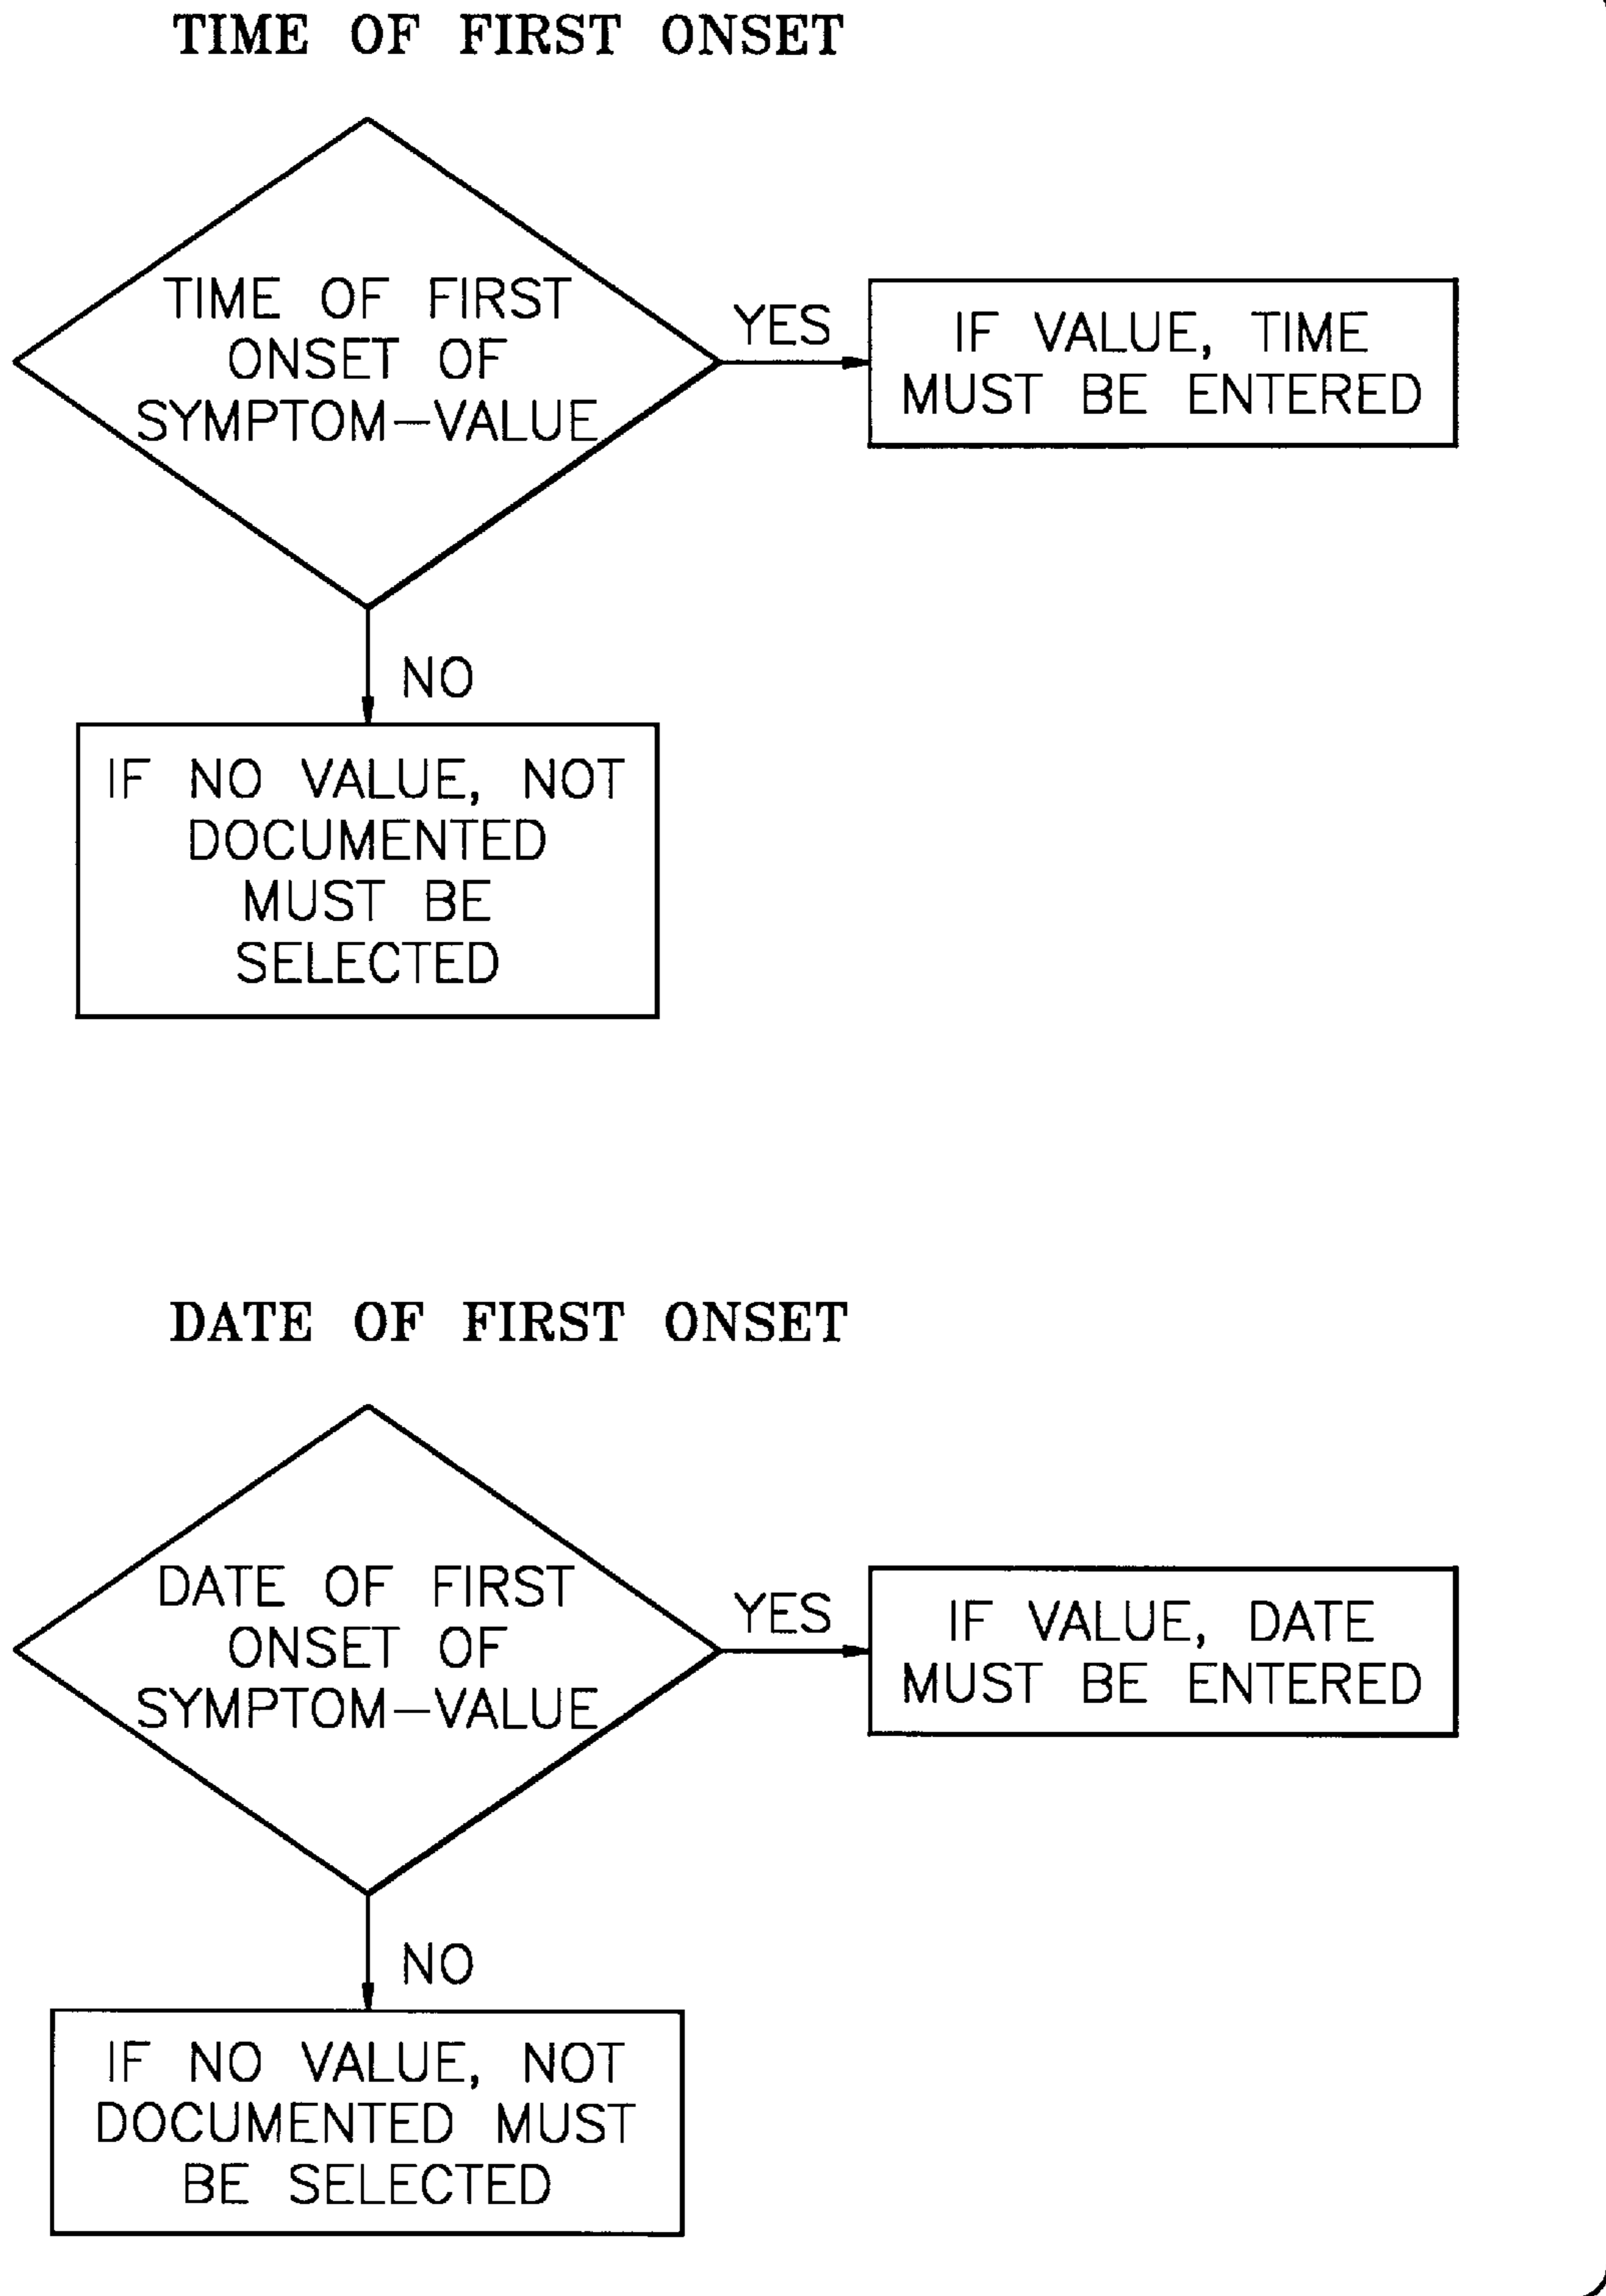 TIME OF FIRST ONSET
TIME OF FIRST
ONSET OF
SYMPTOM-VALUE
YES
IF VALUE, TIME
MUST BE ENTERED
NO
IF NO VALUE, NOT
DOCUMENTED
MUST BE
SELECTED
DATE OF FIRST ONSET
DATE OF FIRST
ONSET OF
SYMPTOM-VALUE
YES
IF VALUE, DATE
MUST BE ENTERED
NO
IF NO VALUE, NOT
DOCUMENTED MUST
BE SELECTED